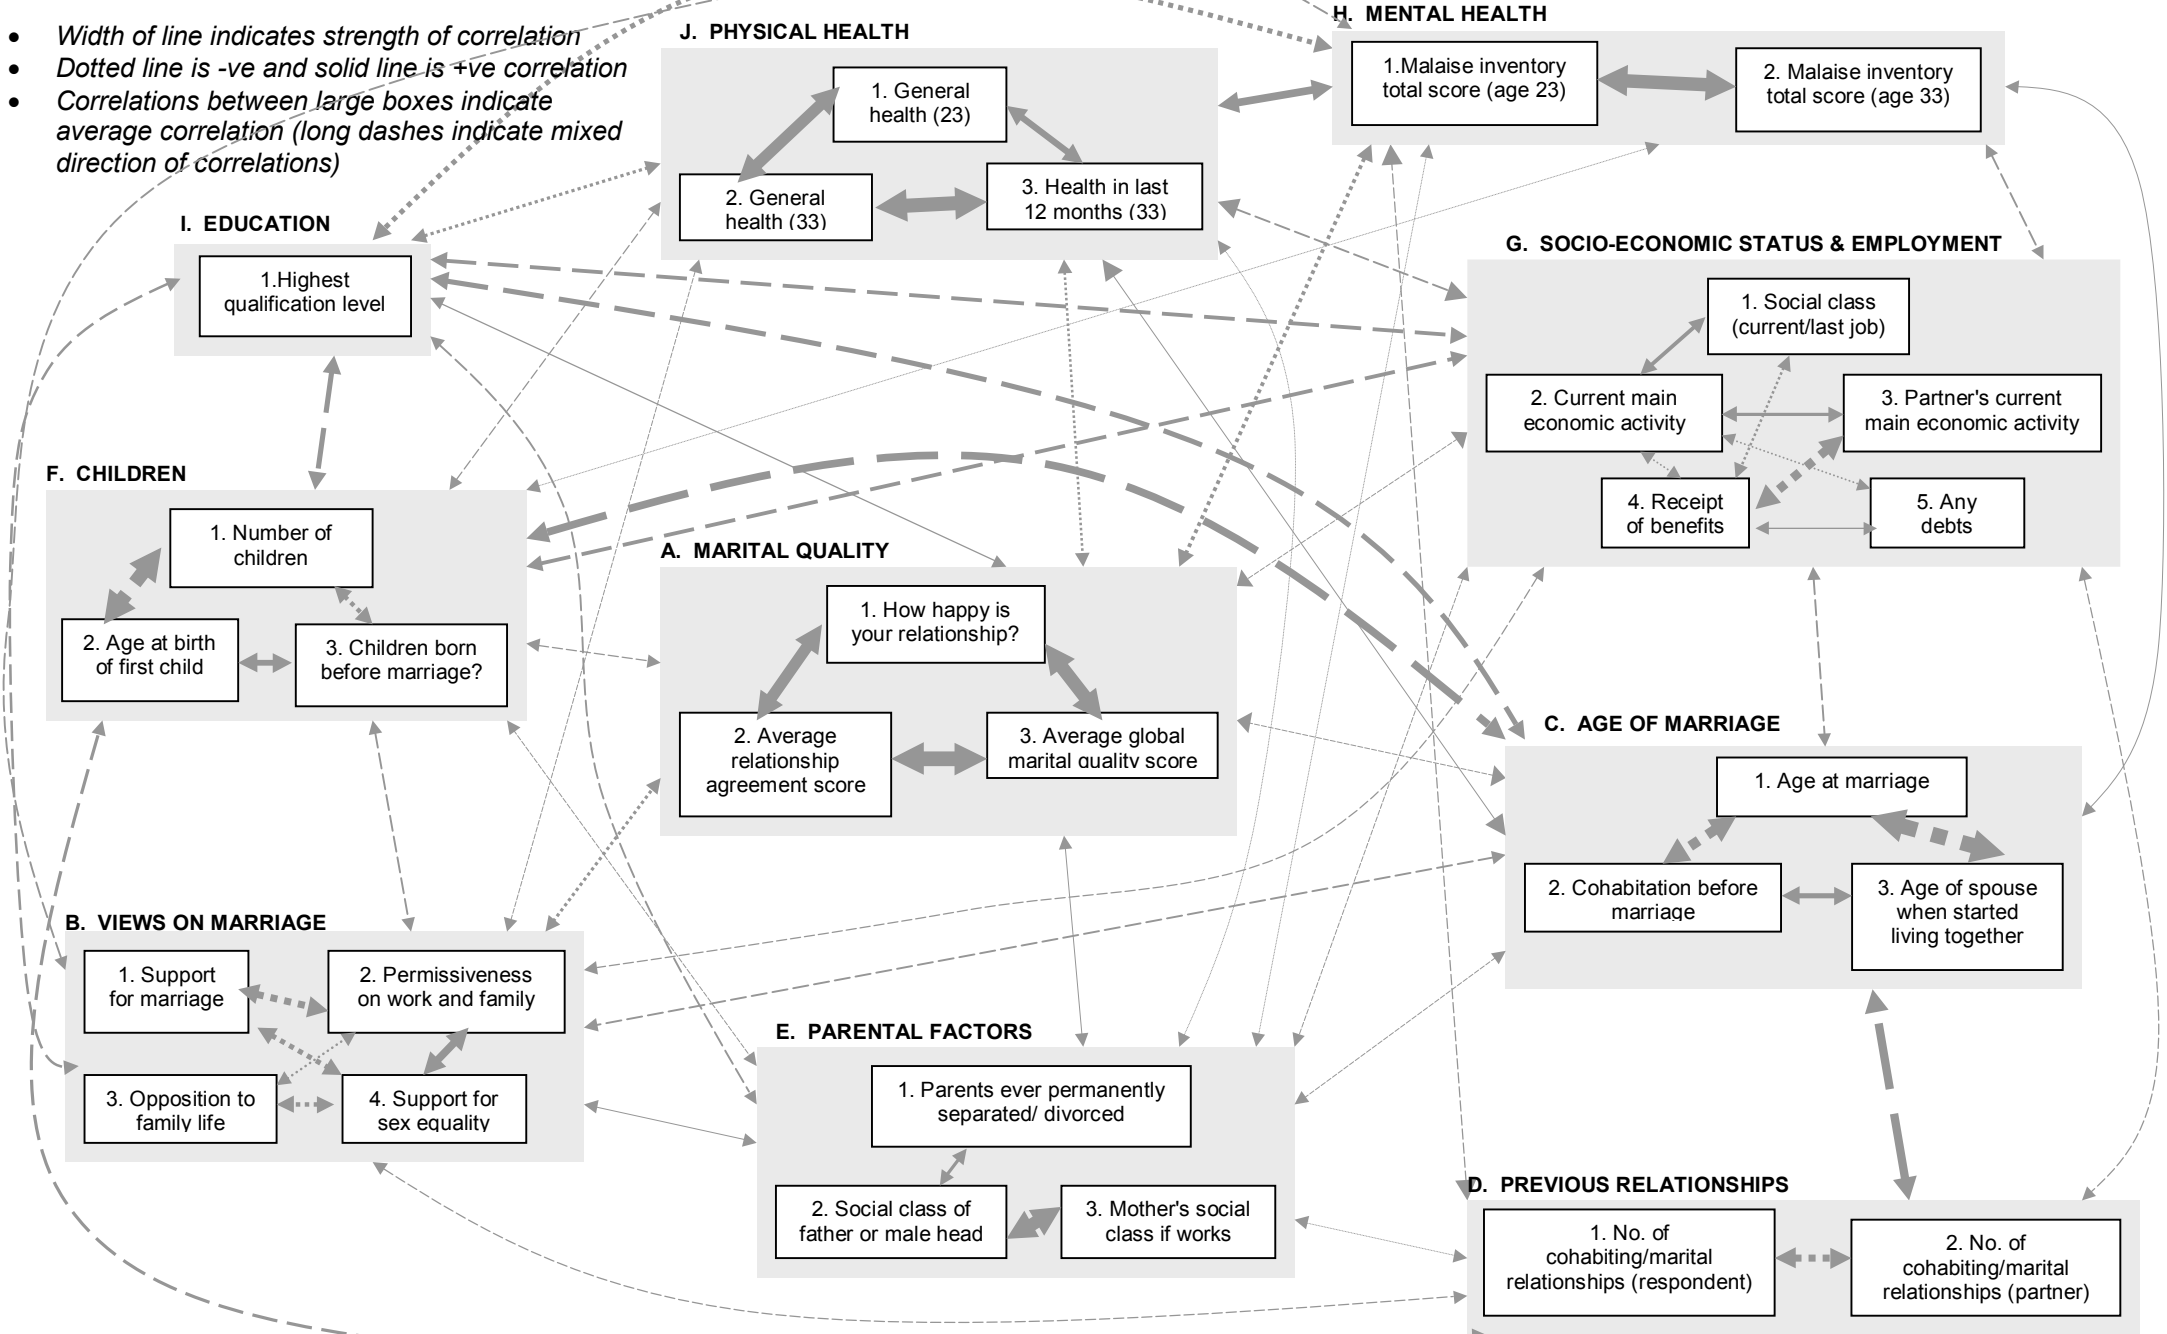 • Width of line indicates strength of correlation
• Dotted line is -ve and solid line is +ve correlation
• Correlations between large boxes indicate
average correlation (long dashes indicate mixed
direction of correlations)
J. PHYSICAL HEALTH
1. General
health (23)
2. General
health (33)
3. Health in last
12 months (33)
H. MENTAL HEALTH
1.Malaise inventory
total score (age 23)
2. Malaise inventory
total score (age 33)
I. EDUCATION
1.Highest
qualification level
G. SOCIO-ECONOMIC STATUS & EMPLOYMENT
1. Social class
(current/last job)
2. Current main
economic activity
3. Partner's current
main economic activity
4. Receipt
of benefits
5. Any
debts
F. CHILDREN
1. Number of
children
2. Age at birth
of first child
3. Children born
before marriage?
A. MARITAL QUALITY
1. How happy is
your relationship?
2. Average
relationship
agreement score
3. Average global
marital quality score
C. AGE OF MARRIAGE
1. Age at marriage
2. Cohabitation before
marriage
3. Age of spouse
when started
living together
B. VIEWS ON MARRIAGE
1. Support
for marriage
2. Permissiveness
on work and family
3. Opposition to
family life
4. Support for
sex equality
E. PARENTAL FACTORS
1. Parents ever permanently
separated/ divorced
2. Social class of
father or male head
3. Mother's social
class if works
D. PREVIOUS RELATIONSHIPS
1. No. of
cohabiting/marital
relationships (respondent)
2. No. of
cohabiting/marital
relationships (partner)